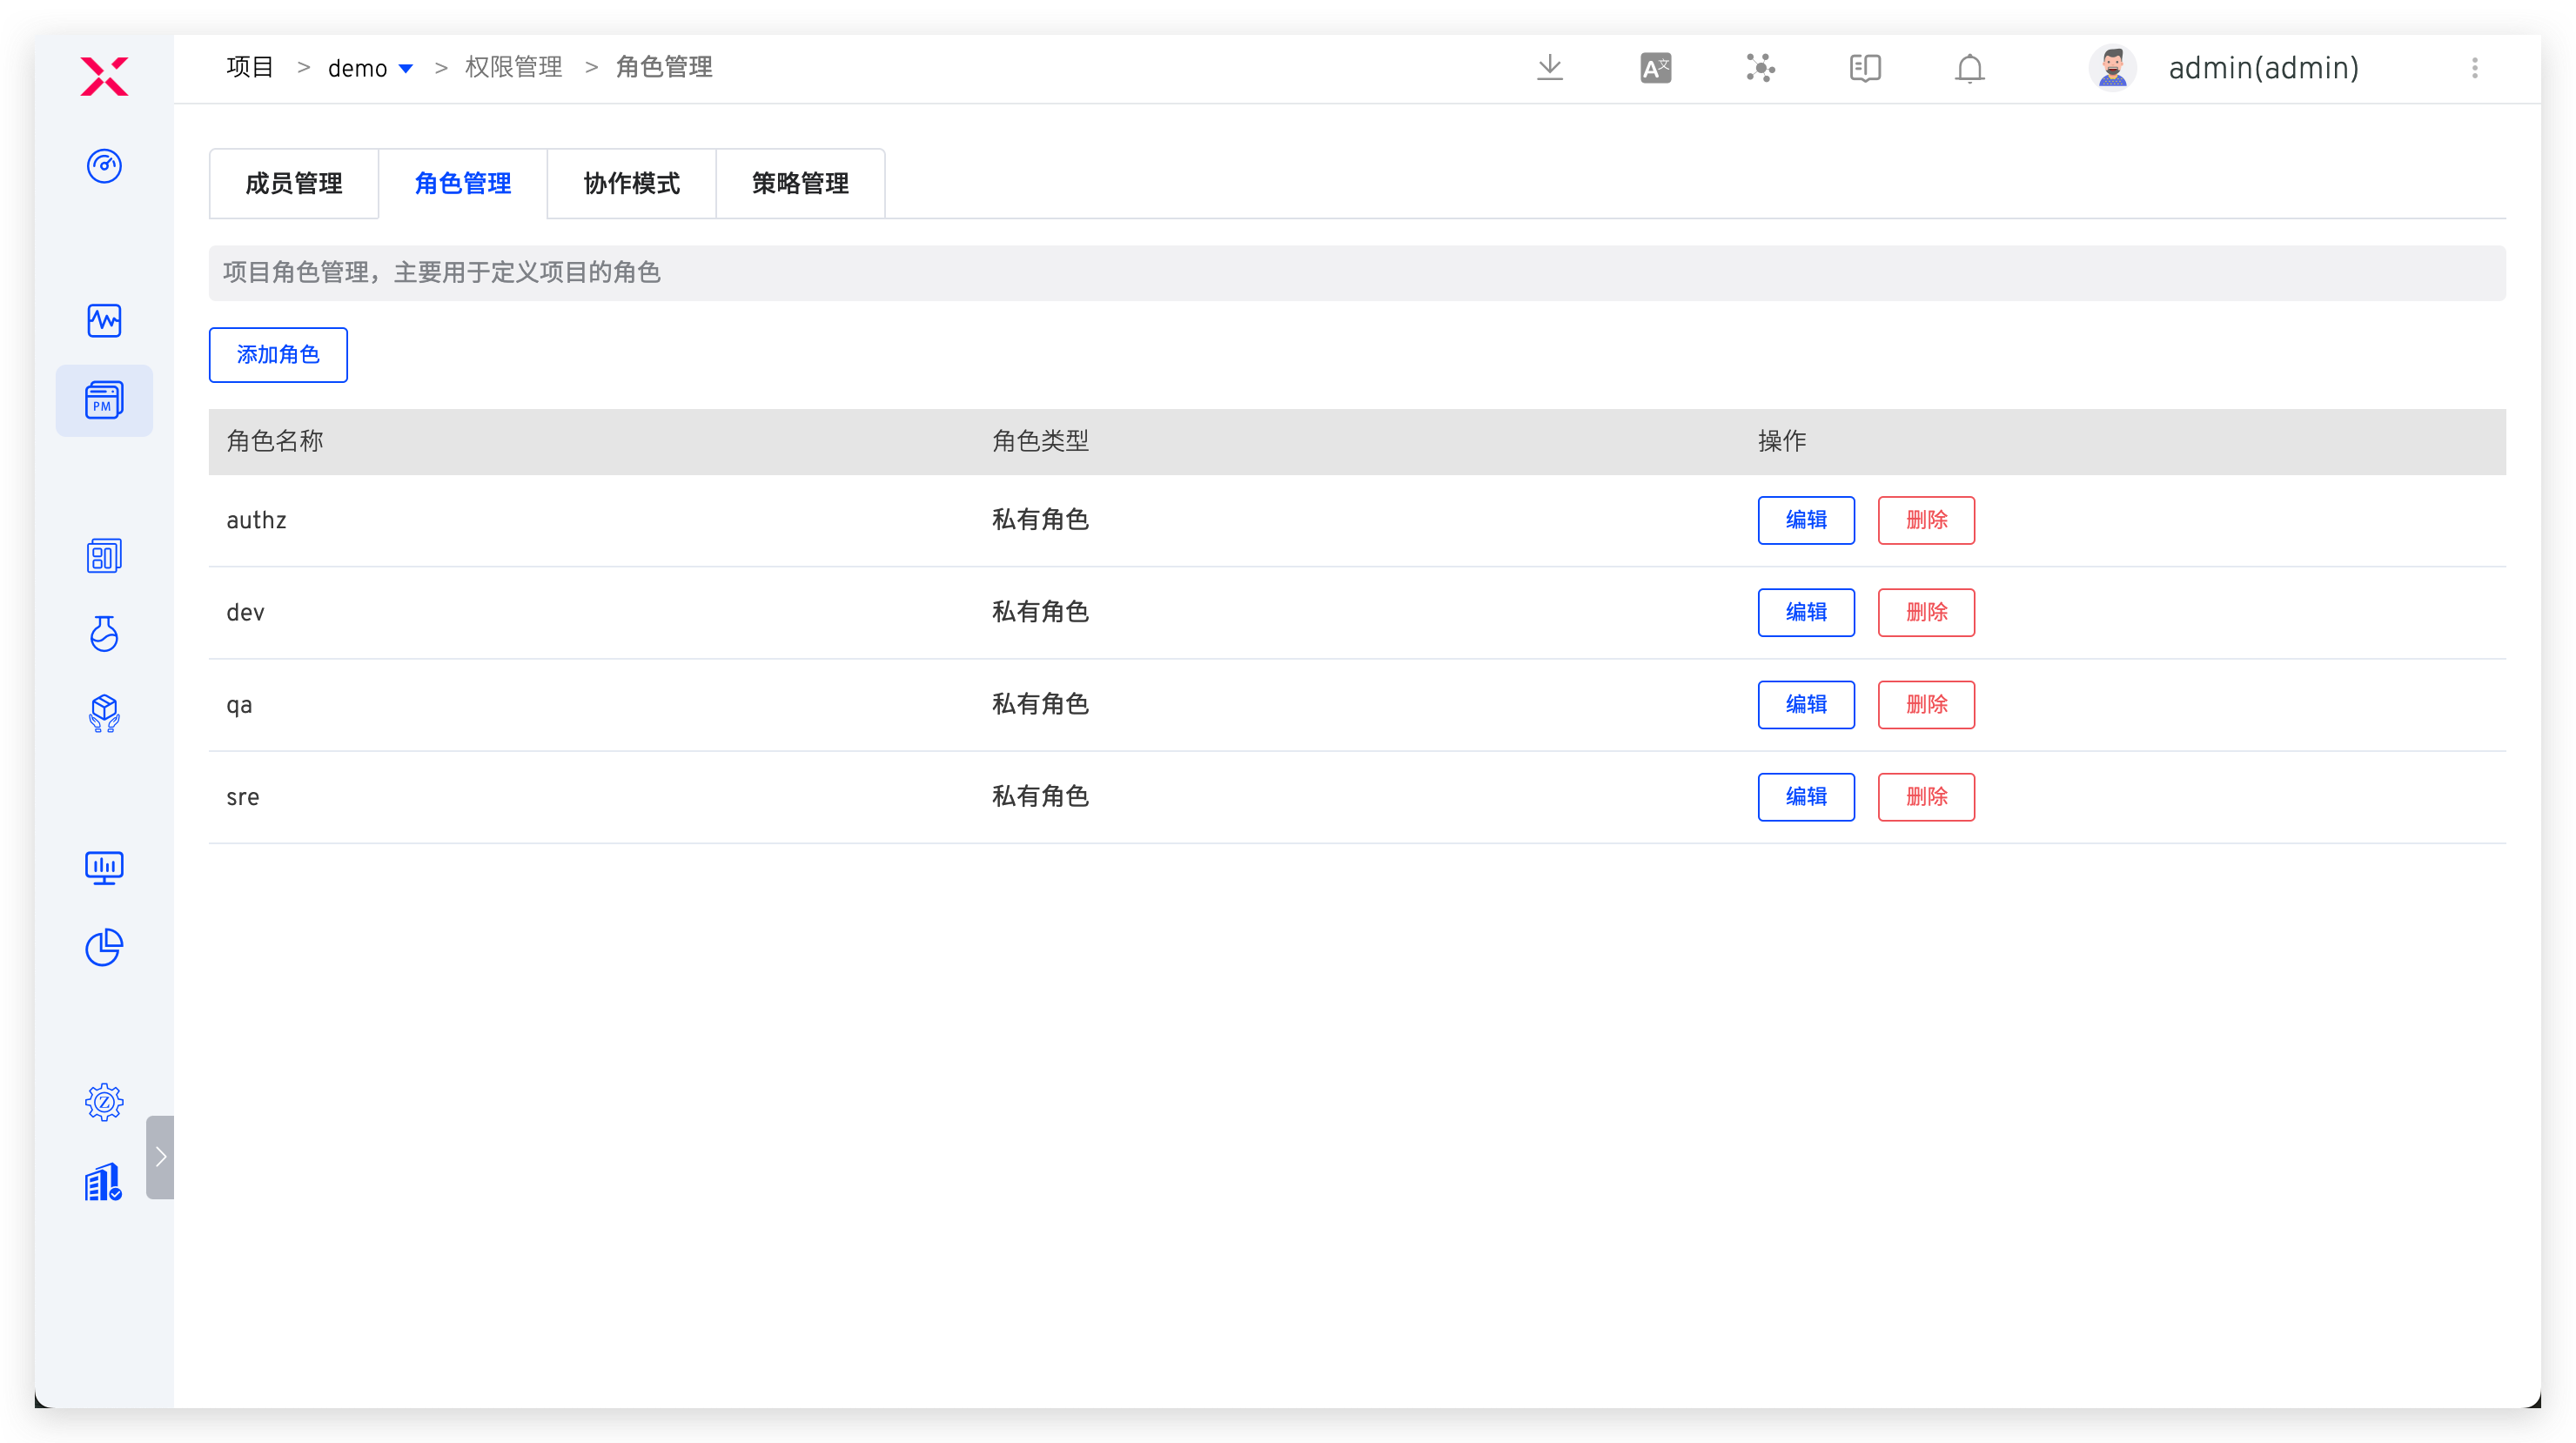 项目 > demo > 权限管理 > 角色管理
A文
admin(admin)
成员管理 角色管理 协作模式 策略管理
项目角色管理，主要用于定义项目的角色
PM
添加角色
角色名称 角色类型 操作
authz 私有角色 编辑 删除
dev 私有角色 编辑 删除
qa 私有角色 编辑 删除
sre 私有角色 编辑 删除
Z